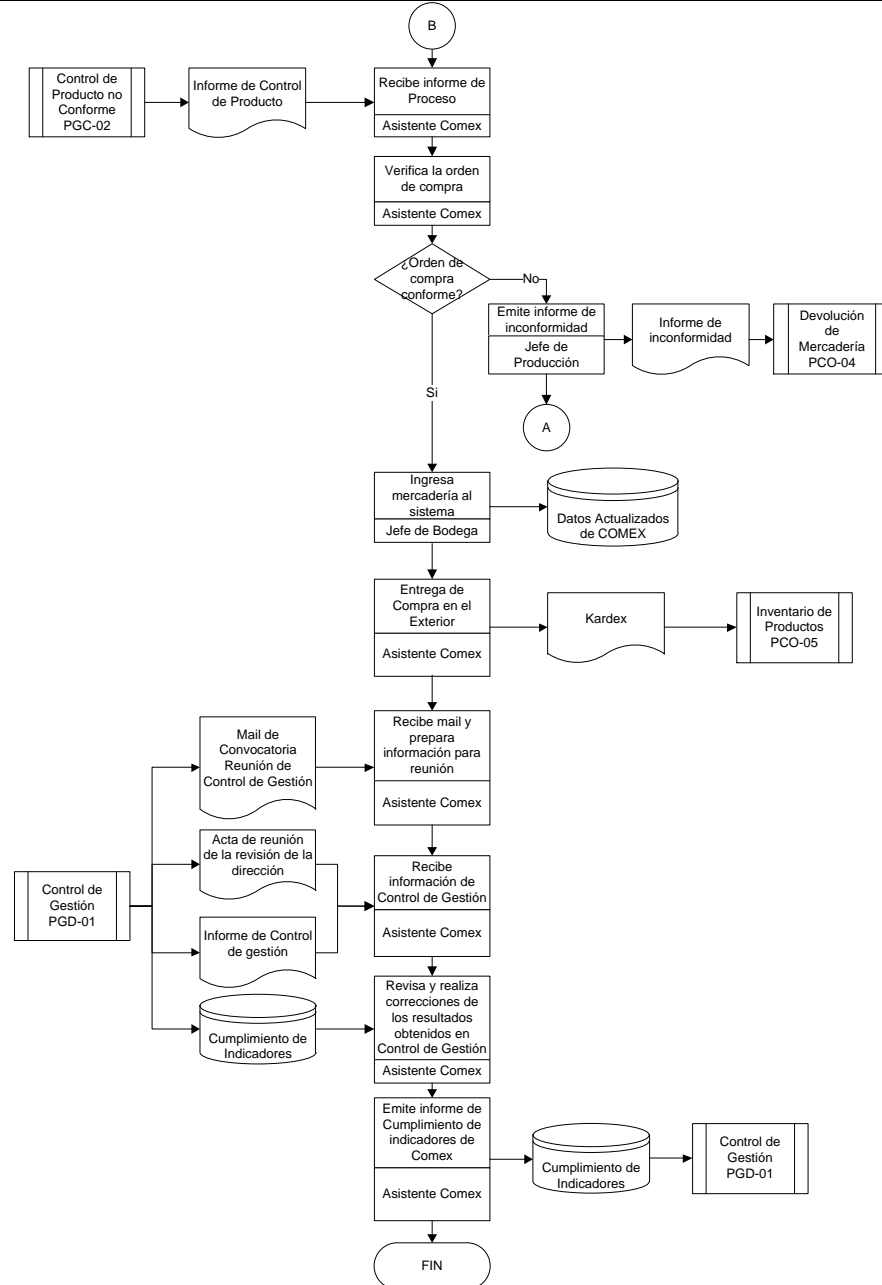 B
Control de
Producto no
Conforme
PGC-02
Informe de Control
de Producto
Recibe informe de
Proceso
Asistente Comex
Verifica la orden
de compra
Asistente Comex
¿Orden de
compra
conforme?
No
Emite informe de
inconformidad
Jefe de
Producción
Informe de
inconformidad
Devolución
de
Mercadería
PCO-04
A
Si
Ingresa
mercadería al
sistema
Jefe de Bodega
Datos Actualizados
de COMEX
Entrega de
Compra en el
Exterior
Asistente Comex
Kardex
Inventario de
Productos
PCO-05
Mail de
Convocatoria
Reunión de
Control de Gestión
Recibe mail y
prepara
información para
reunión
Asistente Comex
Acta de reunión
de la revisión de la
dirección
Recibe
información de
Control de Gestión
Asistente Comex
Control de
Gestión
PGD-01
Informe de Control
de gestión
Cumplimiento de
Indicadores
Revisa y realiza
correcciones de
los resultados
obtenidos en
Control de Gestión
Asistente Comex
Emite informe de
Cumplimiento de
indicadores de
Comex
Asistente Comex
Cumplimiento de
Indicadores
Control de
Gestión
PGD-01
FIN